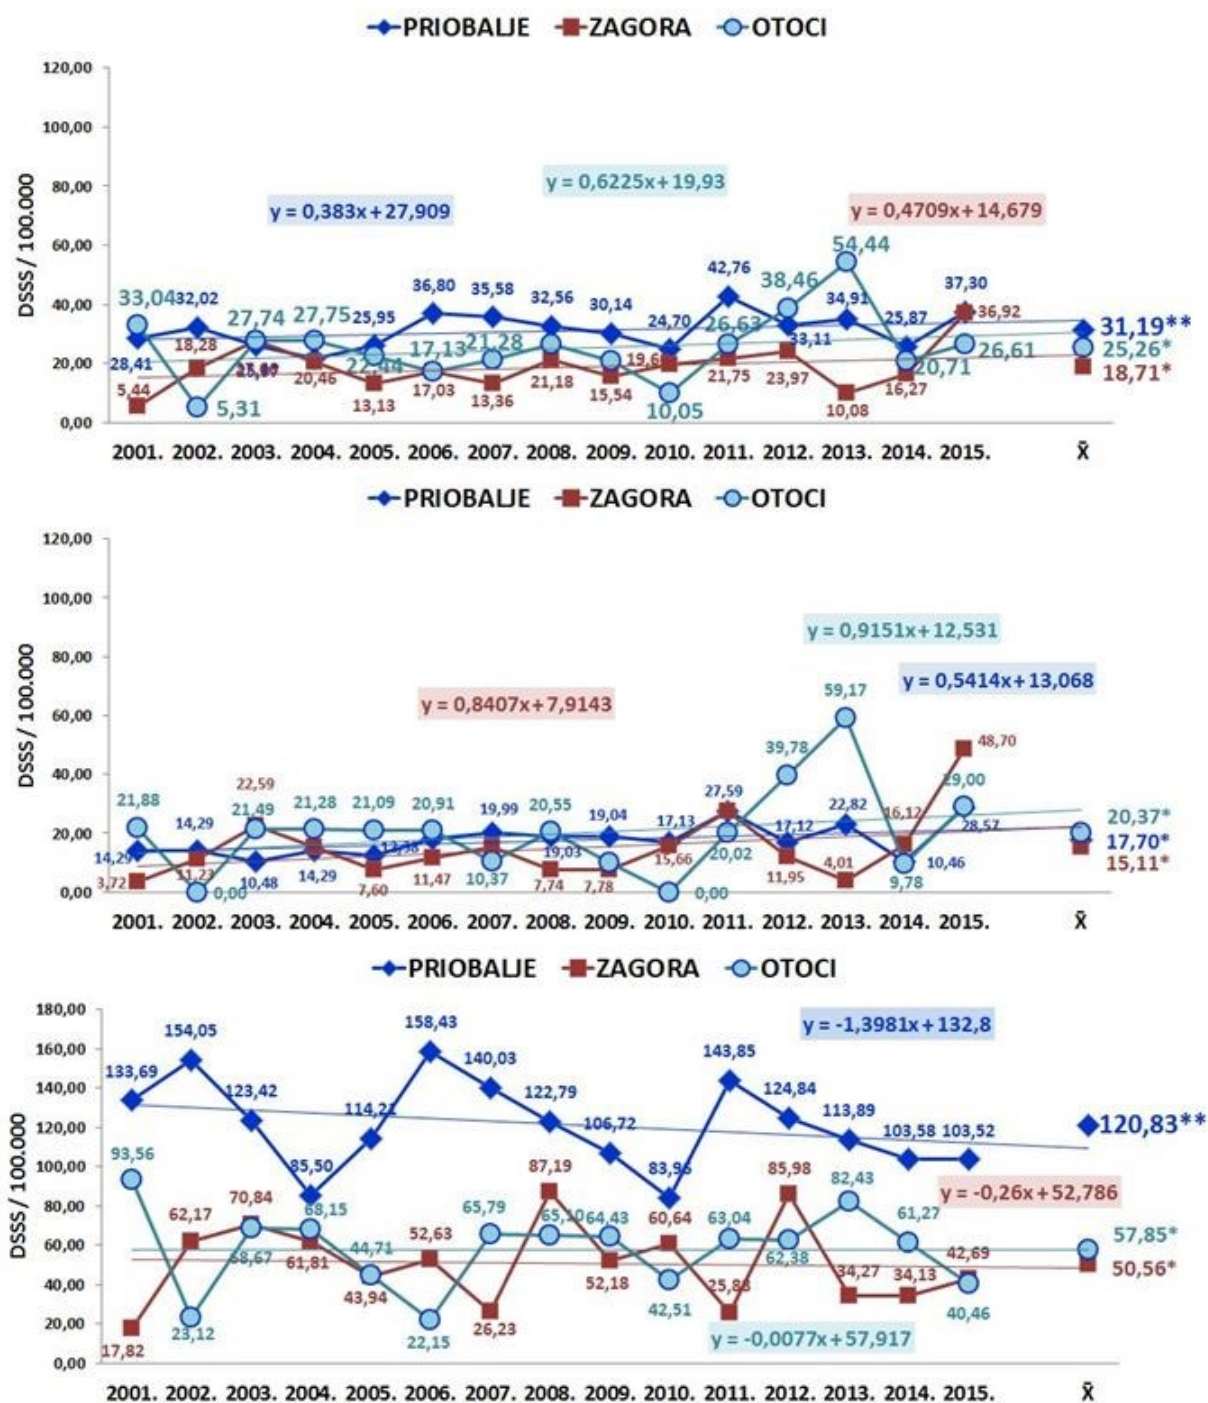 PRIOBALJE ZAGORA OTOCI
DSSS / 100.000
120,00
100,00
80,00
60,00
40,00
20,00
0,00
y = 0,6225x+ 19,93
y = 0,383x+ 27,909
y = 0,4709x+ 14,679
33,04 32,02 27,74 27,75 25,95 36,80 35,58 32,56 30,14 24,70 42,76 38,46 54,44 34,91 25,87 37,30
28,41 18,28 22,44 17,13 21,28 26,63 33,11 36,92
5,44 5,31 20,46 13,13 17,03 13,36 21,18 15,54 10,05 21,75 23,97 10,08 16,27 20,71 26,61
31,19**
25,26*
18,71*
2001. 2002. 2003. 2004. 2005. 2006. 2007. 2008. 2009. 2010. 2011. 2012. 2013. 2014. 2015. X̄
PRIOBALJE ZAGORA OTOCI
DSSS / 100.000
120,00
100,00
80,00
60,00
40,00
20,00
0,00
y = 0,9151x+ 12,531
y = 0,5414x+ 13,068
y = 0,8407x+ 7,9143
59,17
39,78 48,70
22,59 27,59
21,88 14,29 21,49 21,28 21,09 20,91 19,99 20,55 19,04 17,13 17,12 22,82 16,12 29,00
14,29 11,23 19,03 15,66 20,02 28,57
3,72 0,00 10,48 14,29 7,60 11,47 10,37 7,74 7,78 0,00 11,95 4,01 9,78 10,46
20,37*
17,70*
15,11*
2001. 2002. 2003. 2004. 2005. 2006. 2007. 2008. 2009. 2010. 2011. 2012. 2013. 2014. 2015. X̄
PRIOBALJE ZAGORA OTOCI
DSSS / 100.000
180,00
160,00
140,00
120,00
100,00
80,00
60,00
40,00
20,00
0,00
y = -1,3981x+ 132,8
133,69 154,05 123,42 85,50 158,43 140,03 122,79 106,72 143,85 124,84 113,89 103,58 103,52
120,83**
93,56 62,17 70,84 68,15 44,71 52,63 65,79 87,19 65,10 64,43 60,64 63,04 85,98 82,43 61,27 42,69
y = -0,26x+ 52,786
57,85*
50,56*
17,82 23,12 61,81 43,94 22,15 26,23 52,18 42,51 62,38 34,27 34,13 40,46
y = -0,0077x+ 57,917
2001. 2002. 2003. 2004. 2005. 2006. 2007. 2008. 2009. 2010. 2011. 2012. 2013. 2014. 2015. X̄